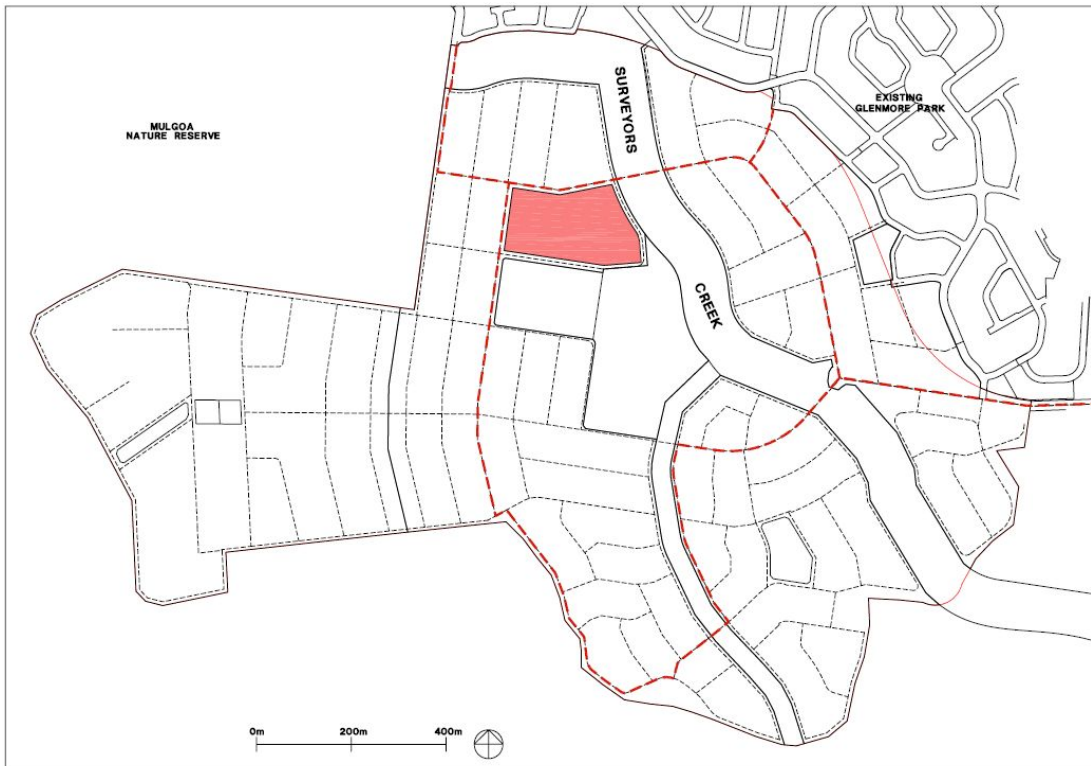 MULGOA
NATURE RESERVE
SURVEYORS
EXISTING
GLENMORE PARK
CREEK
0m 200m 400m